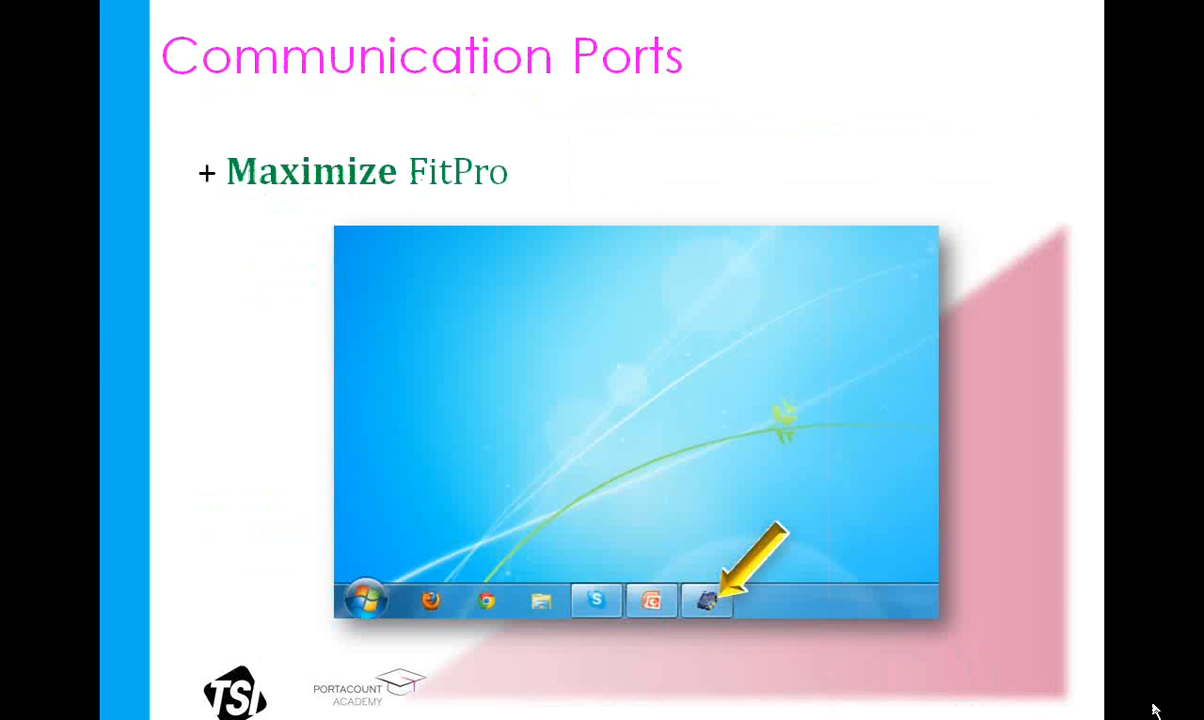 Communication Ports
+ Maximize FitPro
TSI
PORTACOUNT
ACADEMY